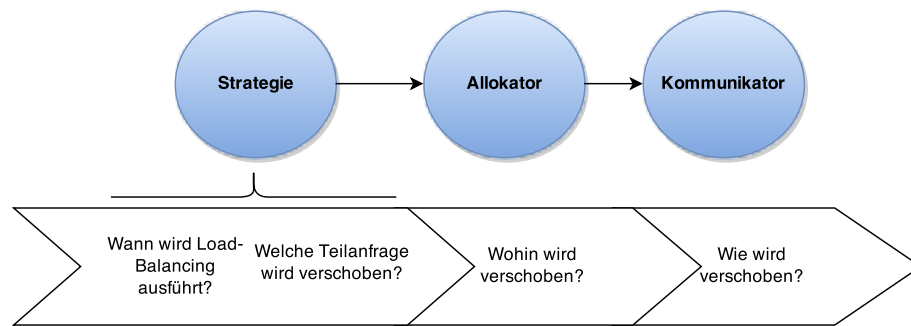 Strategie
Allokator
Kommunikator
Wann wird Load-
Balancing
ausführt?
Welche Teilanfrage
wird verschoben?
Wohin wird
verschoben?
Wie wird
verschoben?